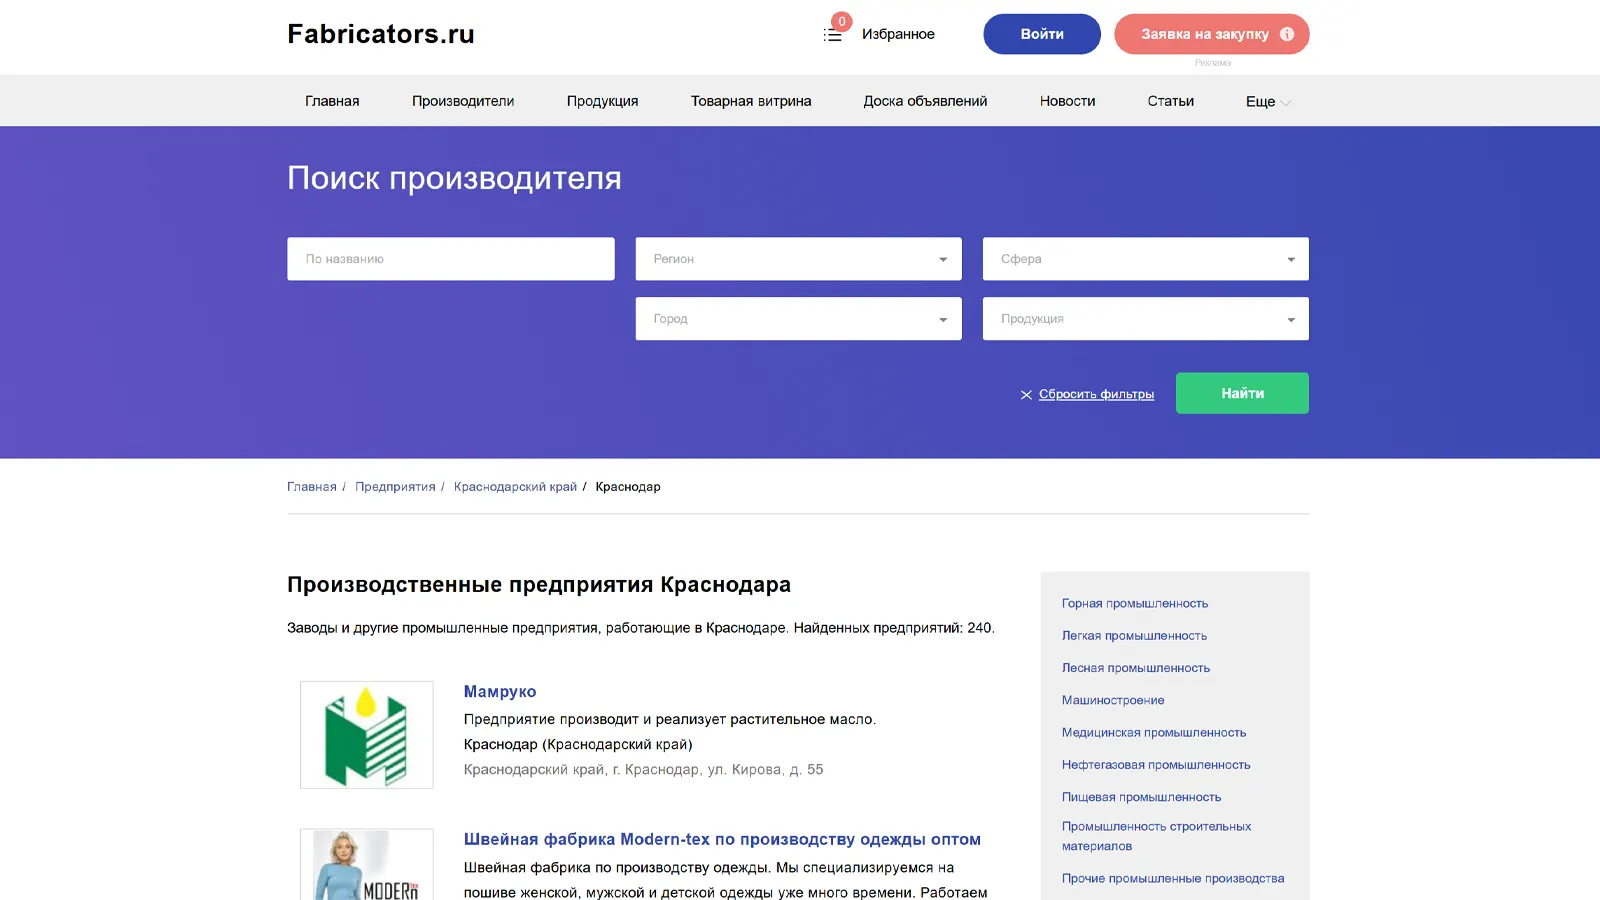 Fabricators.ru
0
Избранное
Войти
Заявка на закупку
Реклама
Главная
Производители
Продукция
Товарная витрина
Доска объявлений
Новости
Статьи
Еще
Поиск производителя
По названию
Регион
Сфера
Город
Продукция
Сбросить фильтры
Найти
Главная / Предприятия / Краснодарский край / Краснодар
Производственные предприятия Краснодара
Заводы и другие промышленные предприятия, работающие в Краснодаре. Найденных предприятий: 240.
Мамруко
Предприятие производит и реализует растительное масло.
Краснодар (Краснодарский край)
Краснодарский край, г. Краснодар, ул. Кирова, д. 55
Швейная фабрика Modern-tex по производству одежды оптом
Швейная фабрика по производству одежды. Мы специализируемся на
пошиве женской, мужской и детской одежды уже много времени. Работаем
MODERN tex
Горная промышленность
Легкая промышленность
Лесная промышленность
Машиностроение
Медицинская промышленность
Нефтегазовая промышленность
Пищевая промышленность
Промышленность строительных
материалов
Прочие промышленные производства